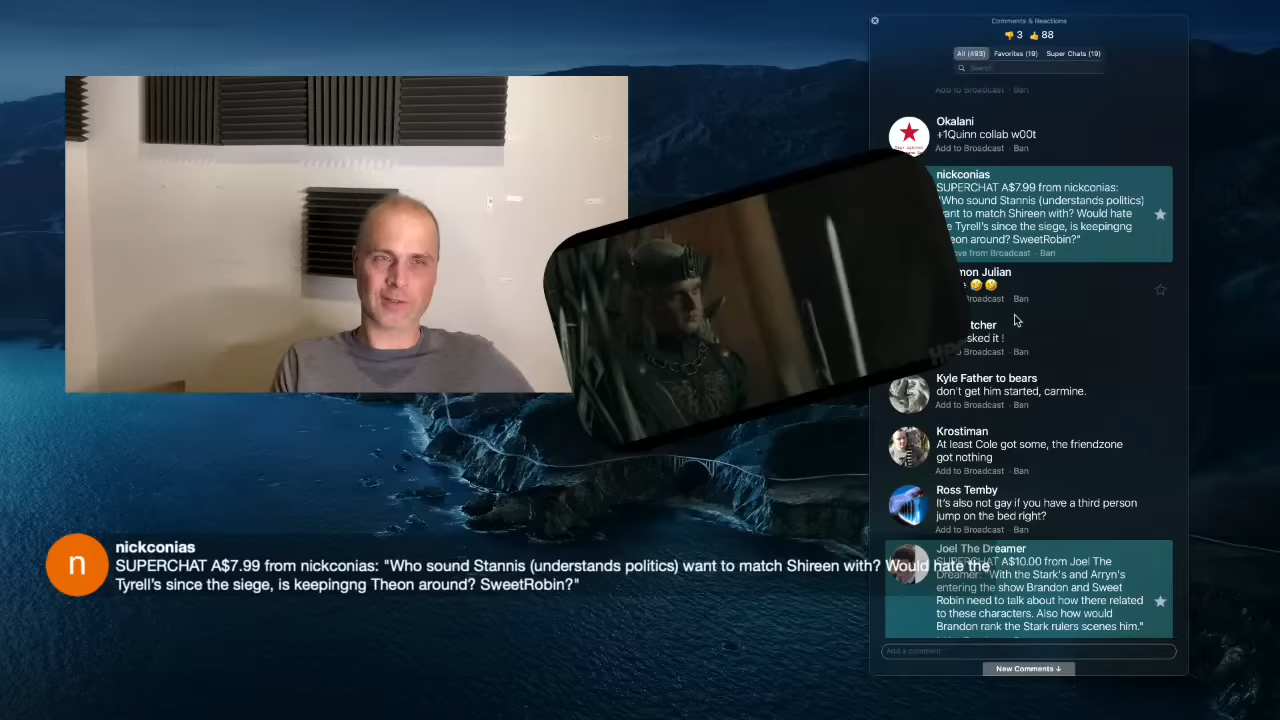 Comments & Reactions
👎 3 👍 88
All (493) Favorites (19) Super Chats (19)
Search
Add to Broadcast · Ban
Okalani
+1Quinn collab w00t
Add to Broadcast · Ban
nickconias
SUPERCHAT A$7.99 from nickconias:
"Who sound Stannis (understands politics)
want to match Shireen with? Would hate
Tyrell's since the siege, is keepingng
Theon around? SweetRobin?"
from Broadcast · Ban
Julian
🤣🤣
Broadcast · Ban
Broadcast · Ban
Kyle Father to bears
don't get him started, carmine.
Add to Broadcast · Ban
Krostiman
At least Cole got some, the friendzone
got nothing
Add to Broadcast · Ban
Ross Temby
It's also not gay if you have a third person
jump on the bed right?
Add to Broadcast · Ban
Joel The Dreamer
SUPERCHAT A$10.00 from Joel The
Dreamer: "With the Stark's and Arryn's
entering the show Brandon and Sweet
Robin need to talk about how there related
to these characters. Also how would
Brandon rank the Stark rulers scenes him."
Add a comment
New Comments ↓
n
nickconias
SUPERCHAT A$7.99 from nickconias: "Who sound Stannis (understands politics) want to match Shireen with? Would hate the
Tyrell's since the siege, is keepingng Theon around? SweetRobin?"